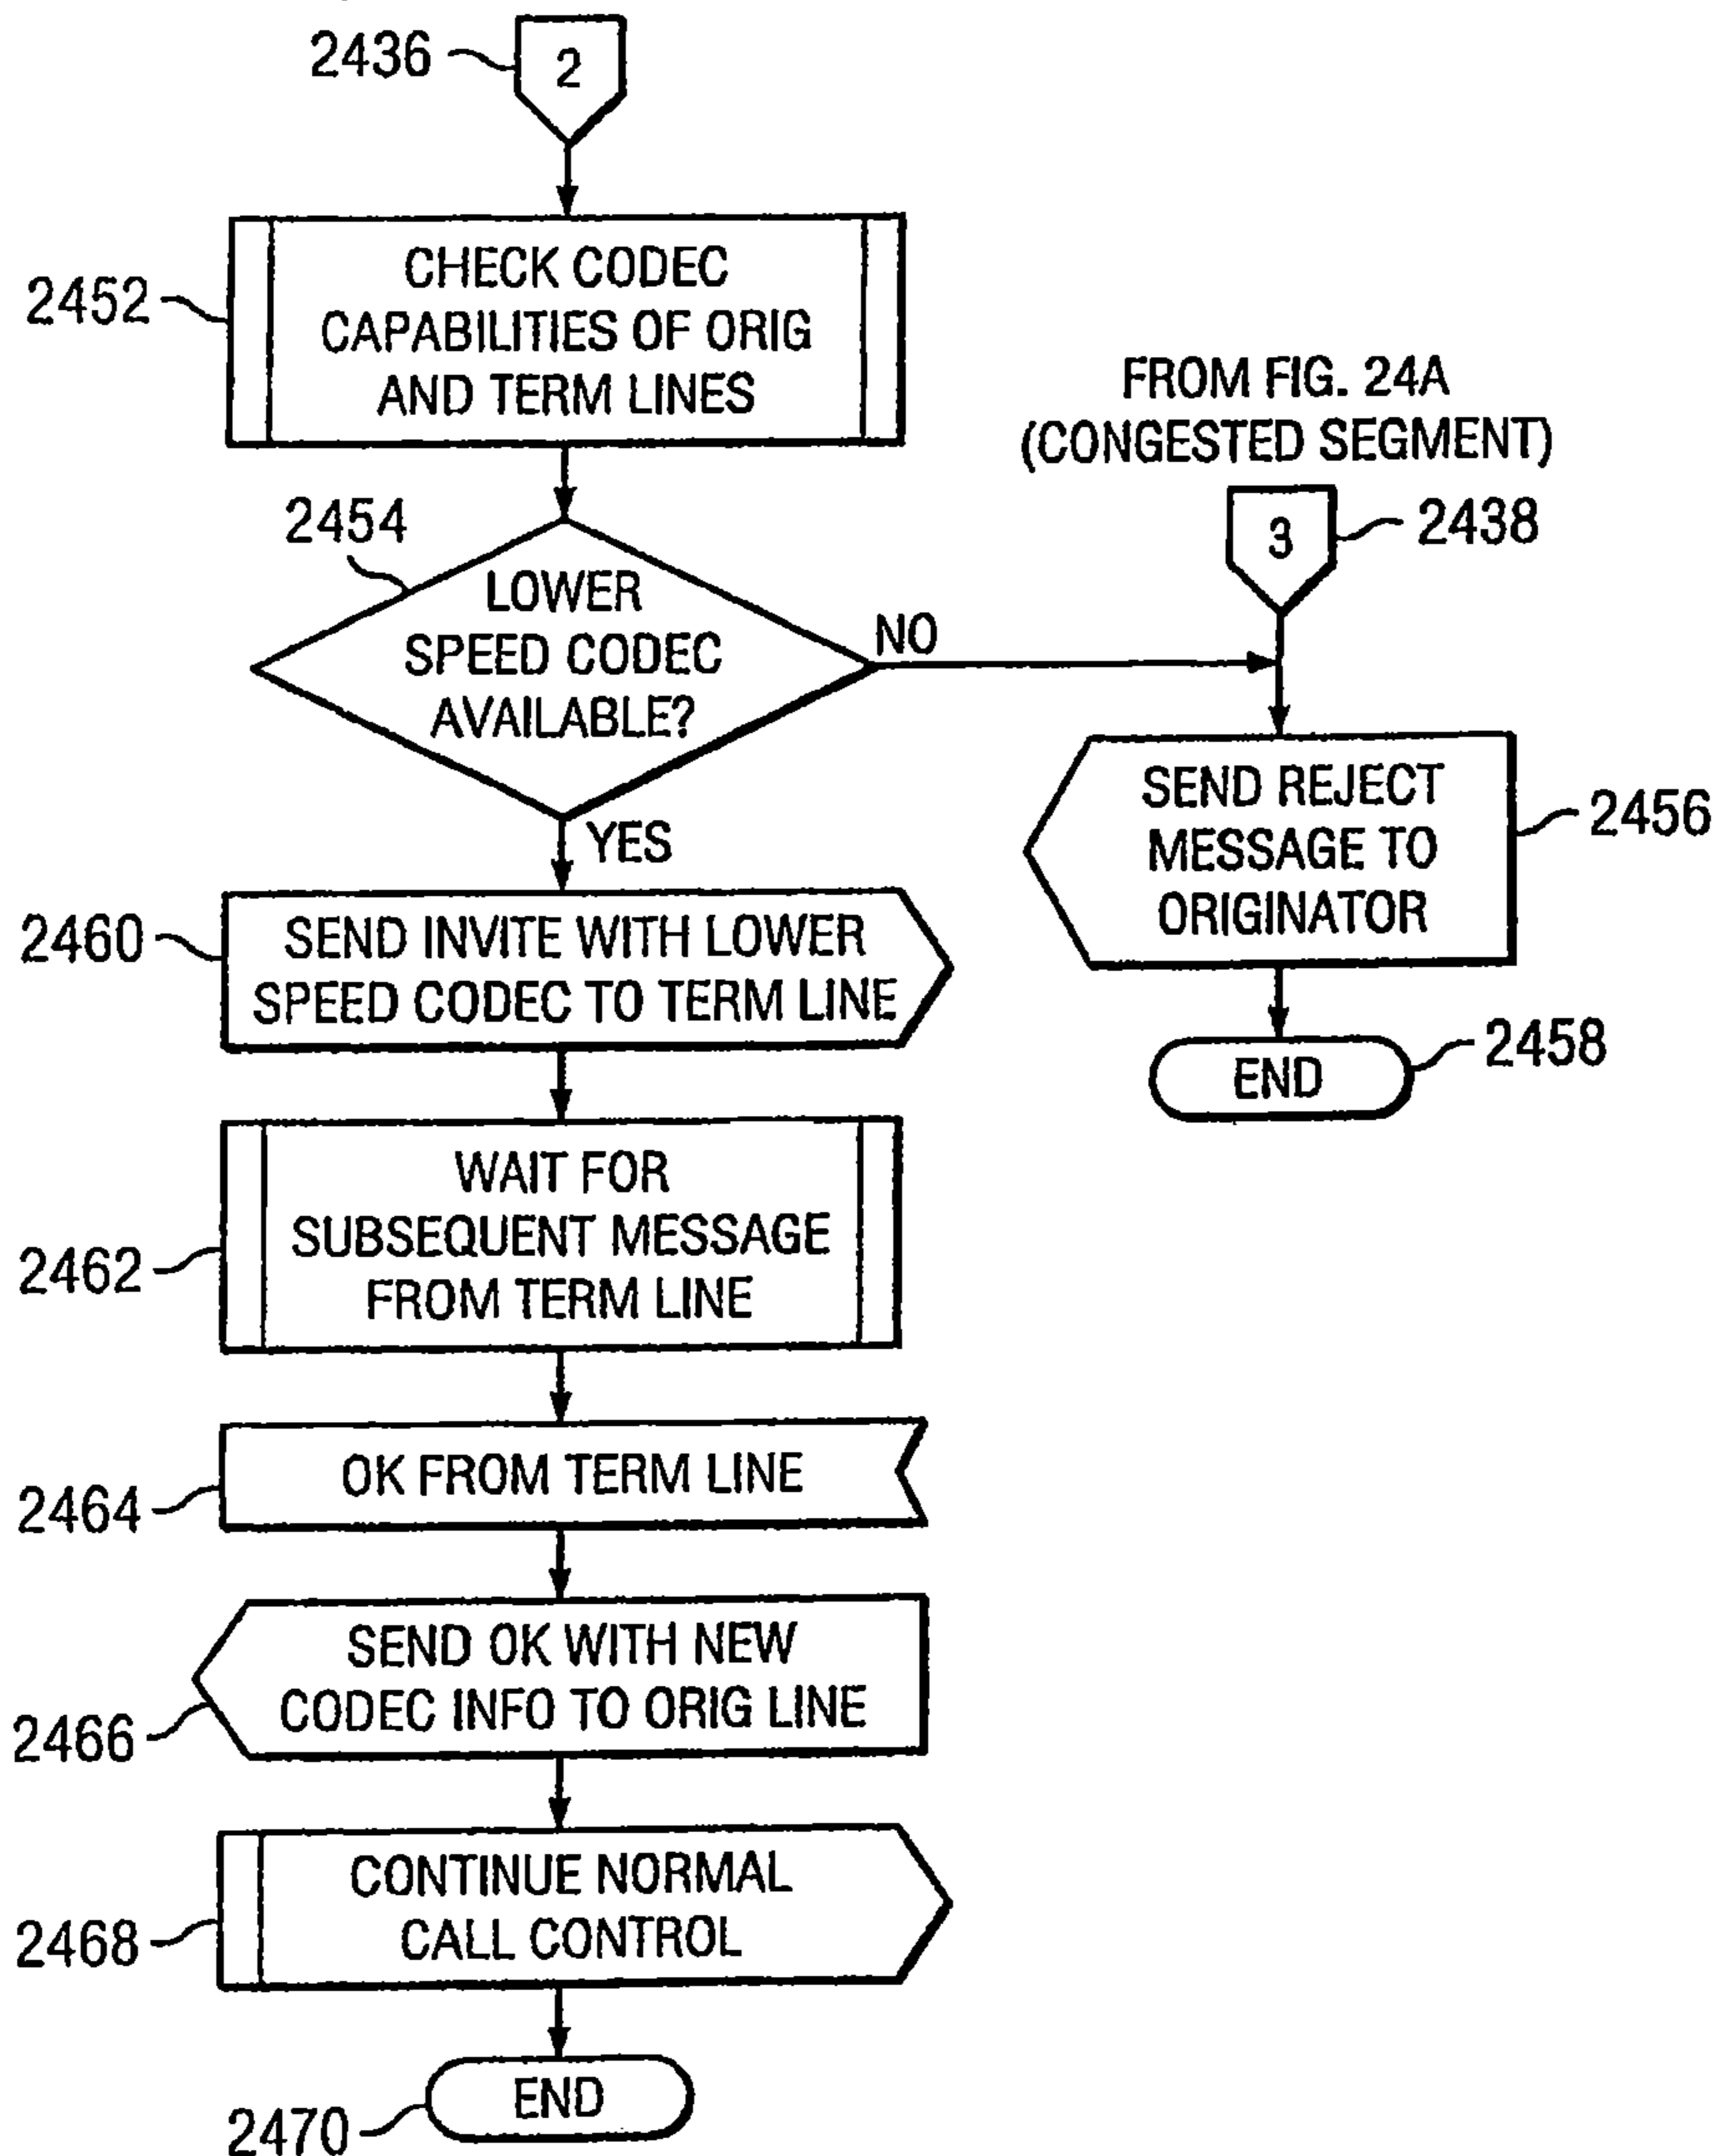 2436
2
2452
CHECK CODEC
CAPABILITIES OF ORIG
AND TERM LINES
FROM FIG. 24A
(CONGESTED SEGMENT)
3
2438
2454
LOWER
SPEED CODEC
AVAILABLE?
NO
YES
SEND REJECT
MESSAGE TO
ORIGINATOR
2456
2460
SEND INVITE WITH LOWER
SPEED CODEC TO TERM LINE
END
2458
2462
WAIT FOR
SUBSEQUENT MESSAGE
FROM TERM LINE
2464
OK FROM TERM LINE
2466
SEND OK WITH NEW
CODEC INFO TO ORIG LINE
2468
CONTINUE NORMAL
CALL CONTROL
END
2470